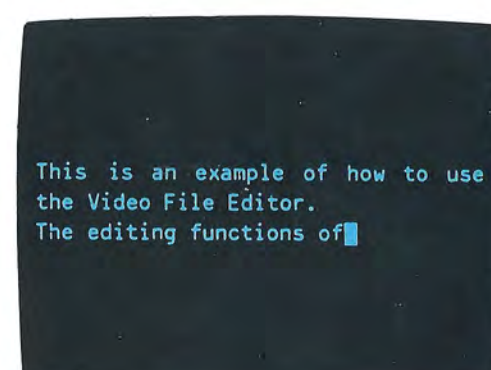 This is an example of how to use
the Video File Editor.
The editing functions of